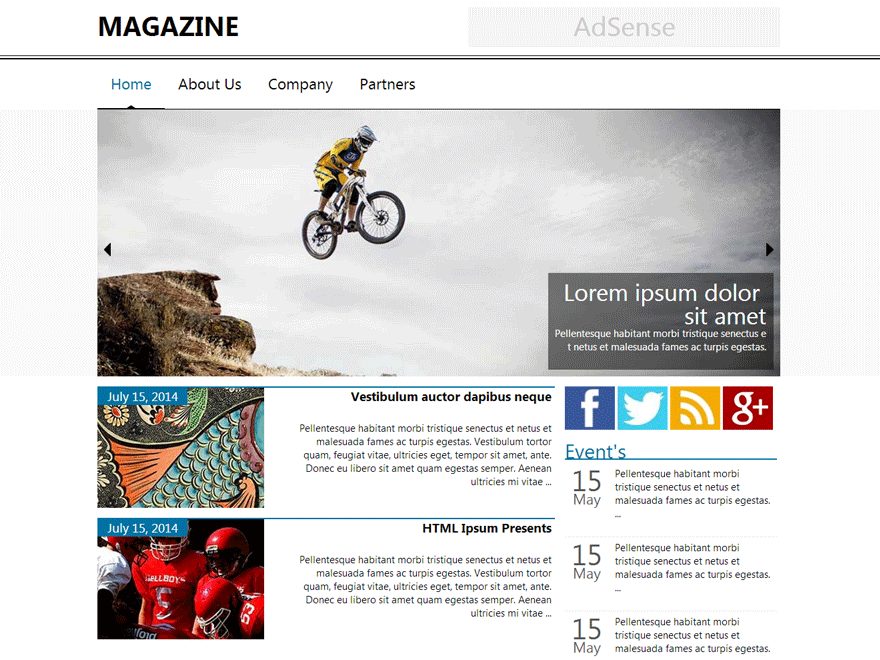 MAGAZINE
AdSense
Home About Us Company Partners
Lorem ipsum dolor
sit amet
Pellentesque habitant morbi tristique senectus e
t netus et malesuada fames ac turpis egestas.
July 15, 2014
Vestibulum auctor dapibus neque
Pellentesque habitant morbi tristique senectus et netus et
malesuada fames ac turpis egestas. Vestibulum tortor
quam, feugiat vitae, ultricies eget, tempor sit amet, ante.
Donec eu libero sit amet quam egestas semper. Aenean
ultricies mi vitae ...
July 15, 2014
HTML Ipsum Presents
Pellentesque habitant morbi tristique senectus et netus et
malesuada fames ac turpis egestas. Vestibulum tortor
quam, feugiat vitae, ultricies eget, tempor sit amet, ante.
Donec eu libero sit amet quam egestas semper. Aenean
ultricies mi vitae ...
ELLBOY
5
53
f
g+
Event's
15
May
Pellentesque habitant morbi
tristique senectus et netus et
malesuada fames ac turpis egestas.
...
15
May
Pellentesque habitant morbi
tristique senectus et netus et
malesuada fames ac turpis egestas.
...
15
May
Pellentesque habitant morbi
tristique senectus et netus et
malesuada fames ac turpis egestas.